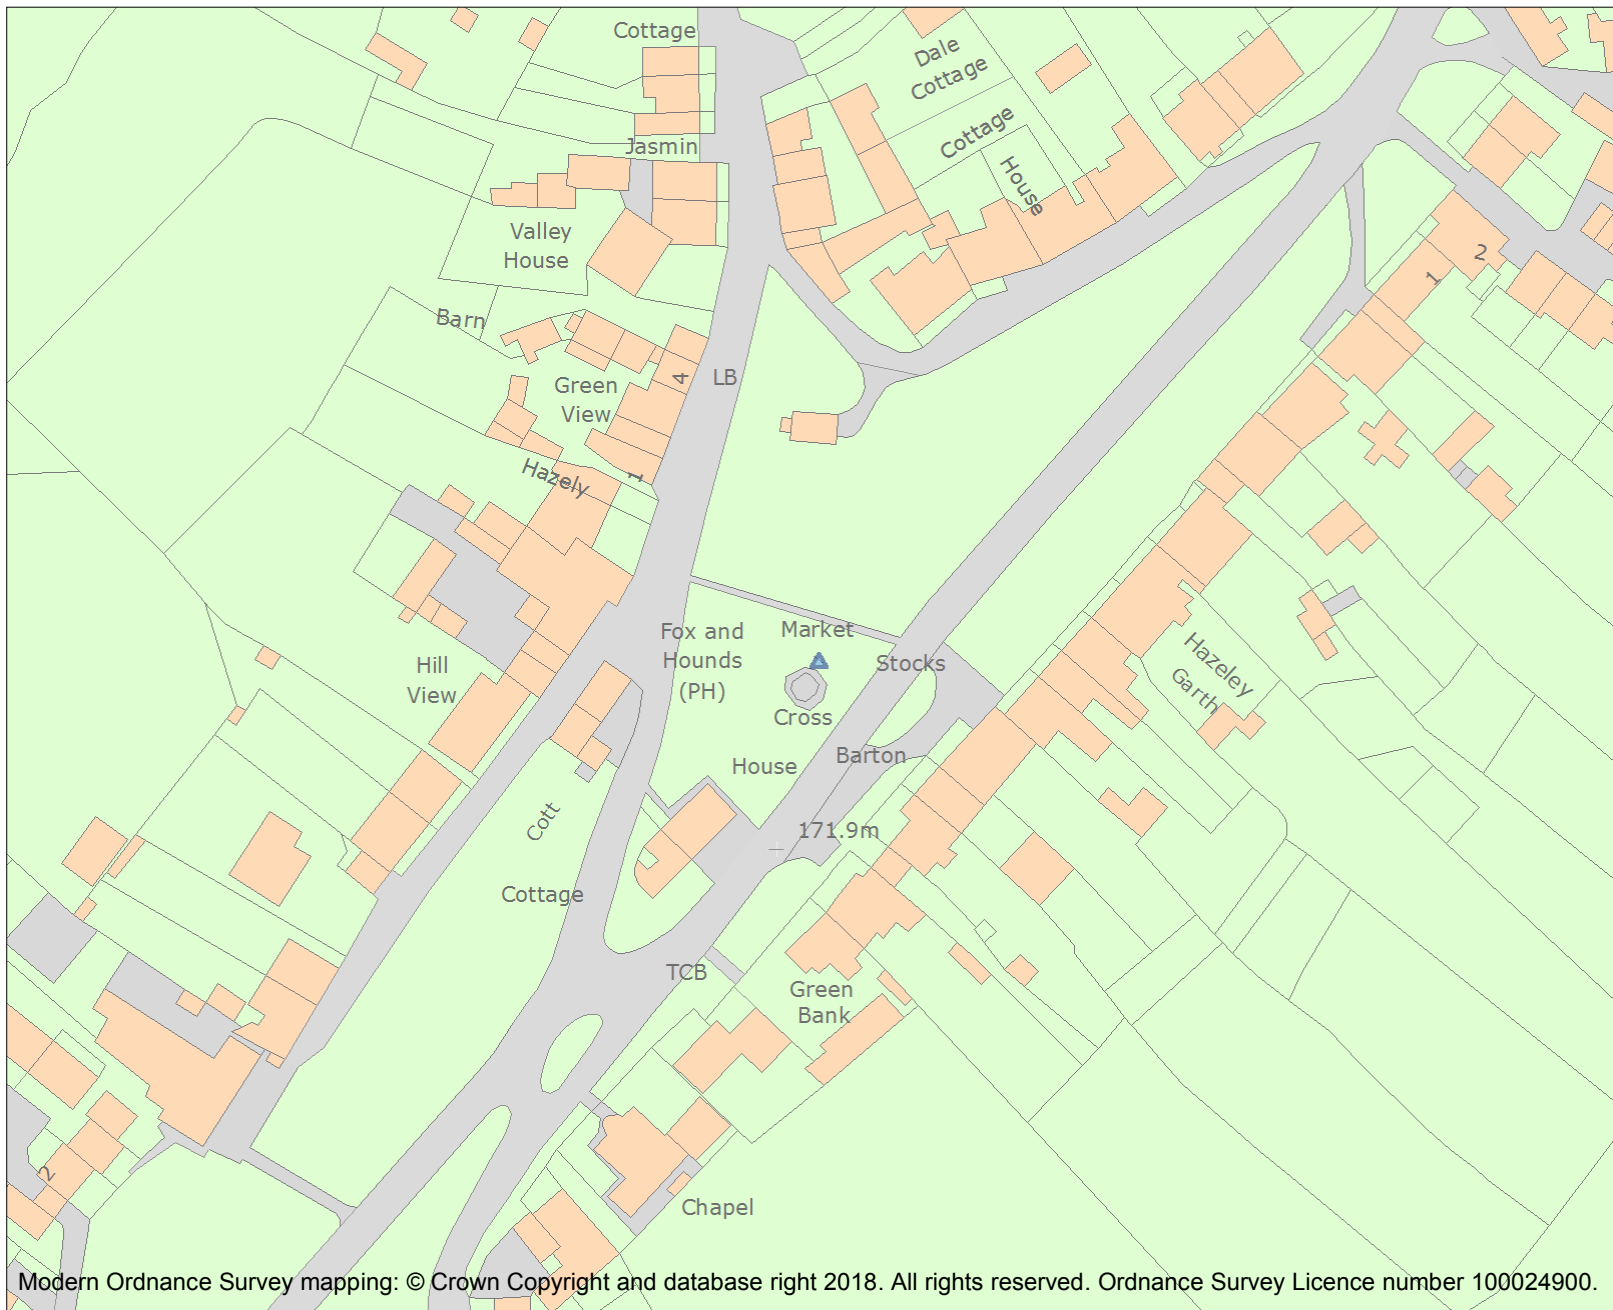 Cottage
Dale
Cottage
Cottage
Jasmin
House
Valley
House
2
1
Barn
4
LB
Green
View
1
Hazely
Fox and
Hounds
(PH)
Market
Stocks
Cross
Hill
View
Hazeley
Garth
House
Barton
171.9m
Cott
Cottage
TCB
Green
Bank
2
Chapel
Modern Ordnance Survey mapping: © Crown Copyright and database right 2018. All rights reserved. Ordnance Survey Licence number 100024900.